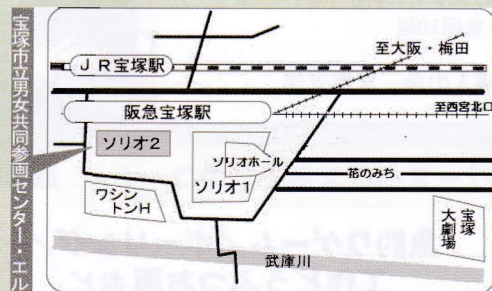 宝塚市立男女共同参画センター・エル
JR宝塚駅
至大阪・梅田
阪急宝塚駅
至西宮北口
ソリオ2
ソリオホール
ソリオ1
花のみち
ワシン
トンH
宝塚
大劇場
武庫川